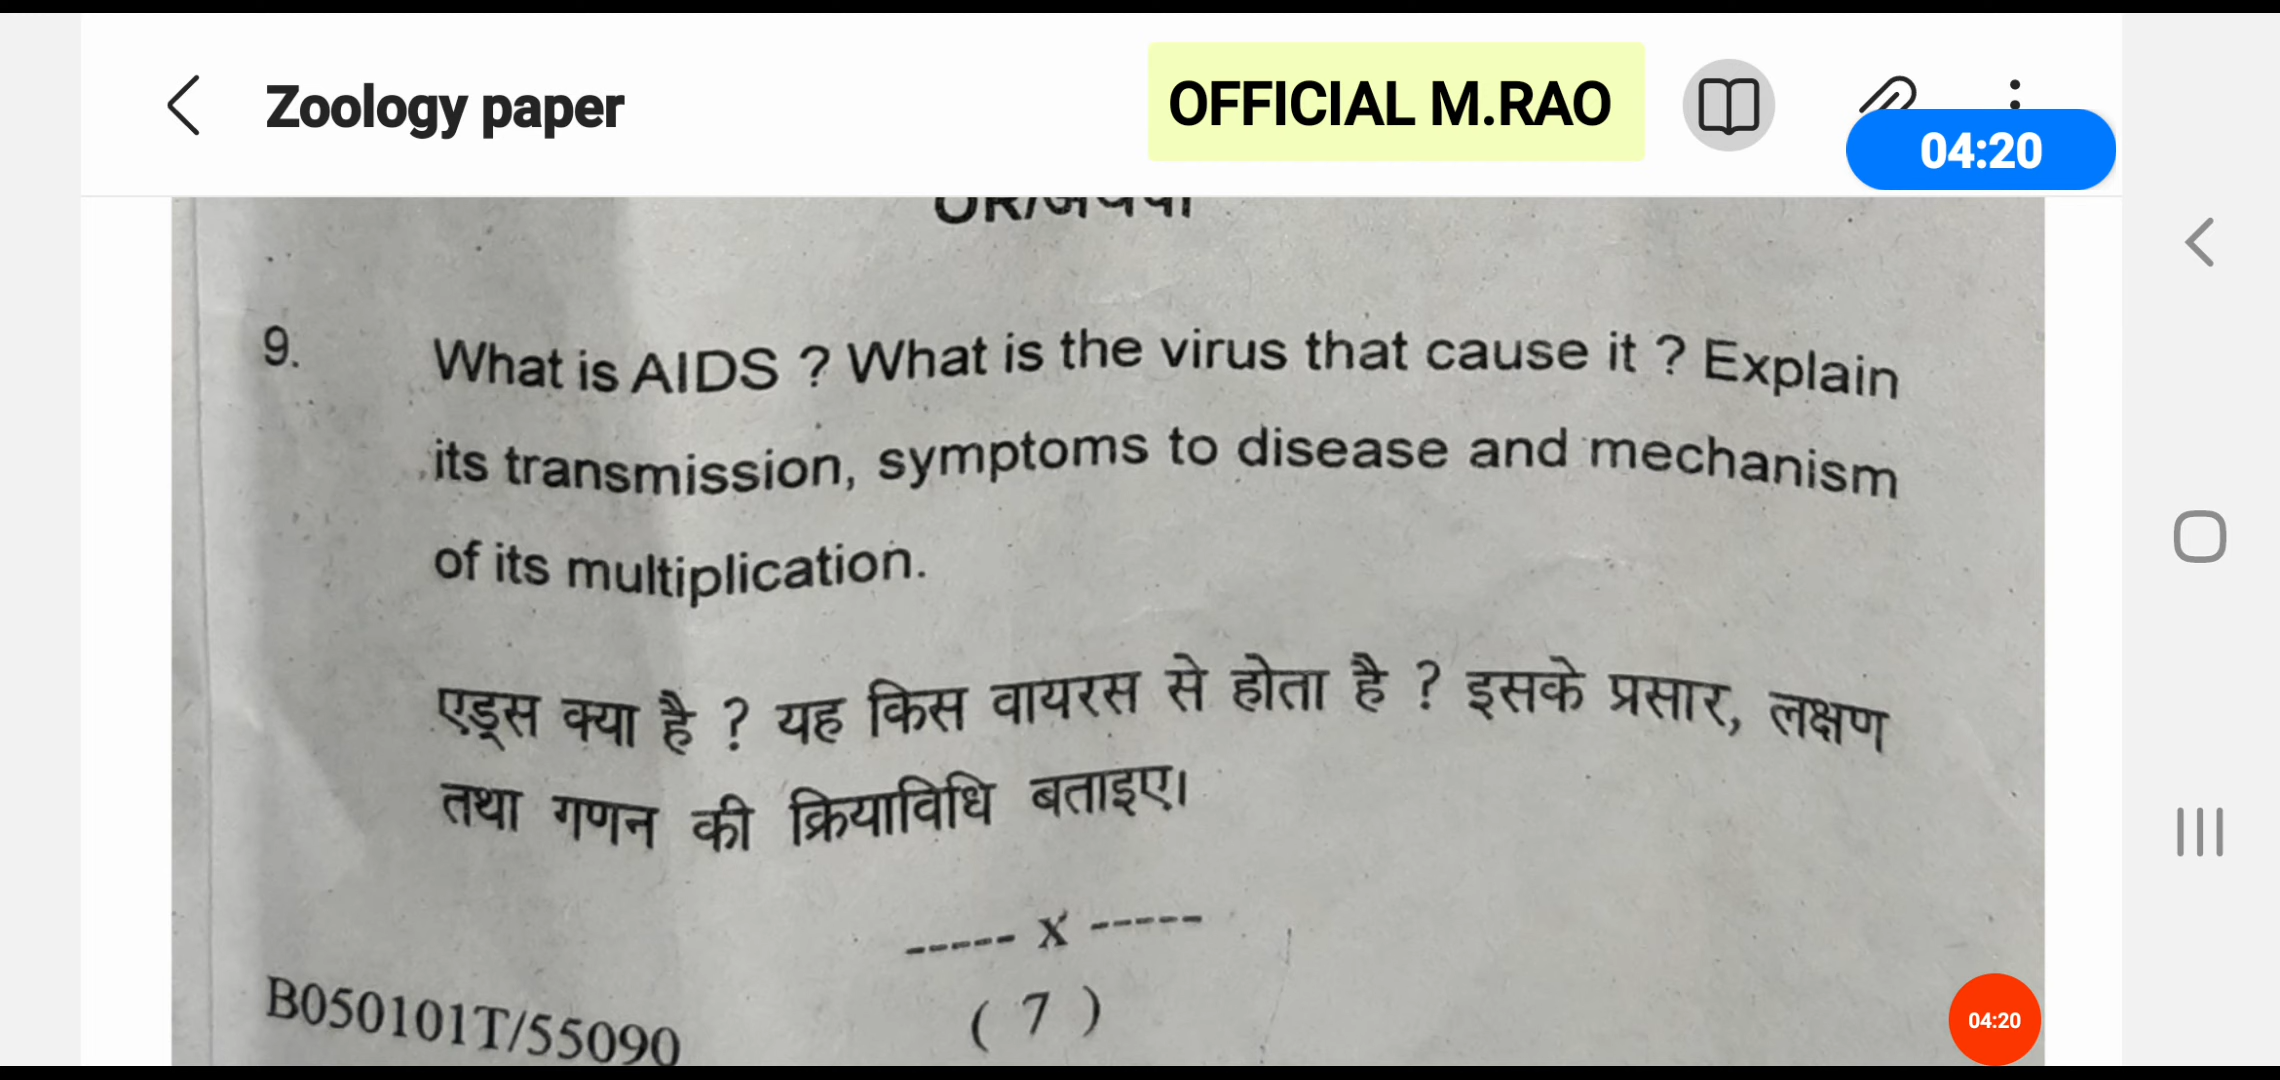 Zoology paper
OFFICIAL M.RAO
04:20
9.
What is AIDS ? What is the virus that cause it ? Explain
its transmission, symptoms to disease and mechanism
of its multiplication.
एड्स क्या है ? यह किस वायरस से होता है ? इसके प्रसार, लक्षण
तथा गणन की क्रियाविधि बताइए।
----- x -----
B050101T/55090
( 7 )
04:20